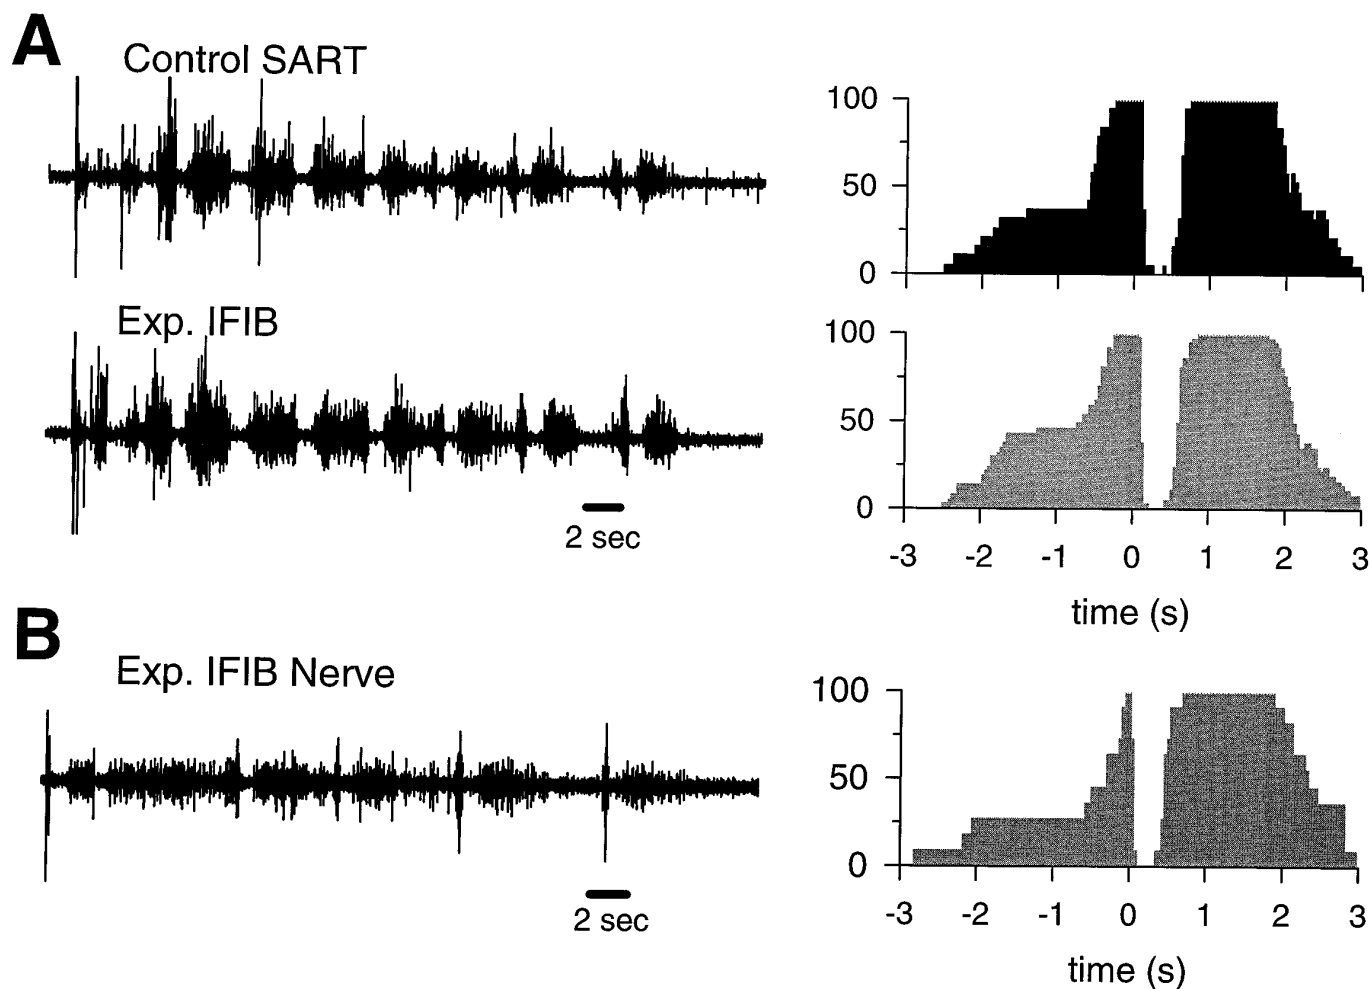 A
Control SART
100
50
0
Exp. IFIB
100
50
0
2 sec
-3 -2 -1 0 1 2 3
time (s)
B
Exp. IFIB Nerve
100
50
0
2 sec
-3 -2 -1 0 1 2 3
time (s)